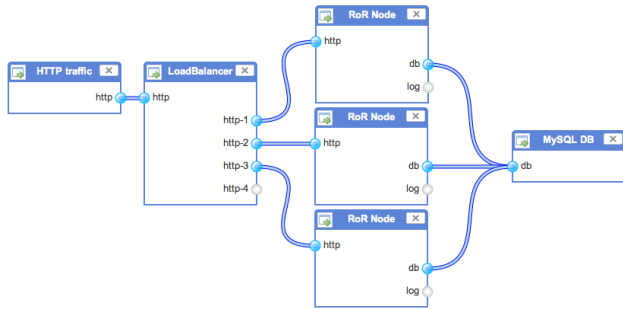 HTTP traffic
http
LoadBalancer
http
http-1
http-2
http-3
http-4
RoR Node
http
db
log
RoR Node
http
db
log
RoR Node
http
db
log
MySQL DB
db